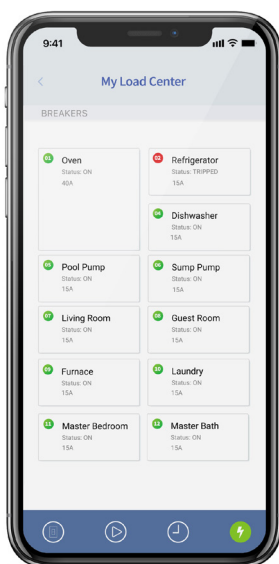 9:41
My Load Center
BREAKERS
01 Oven
Status: ON
40A
02 Refrigerator
Status: TRIPPED
15A
04 Dishwasher
Status: ON
15A
05 Pool Pump
Status: ON
15A
06 Sump Pump
Status: ON
15A
07 Living Room
Status: ON
15A
08 Guest Room
Status: ON
15A
09 Furnace
Status: ON
15A
10 Laundry
Status: ON
15A
11 Master Bedroom
Status: ON
15A
12 Master Bath
Status: ON
15A